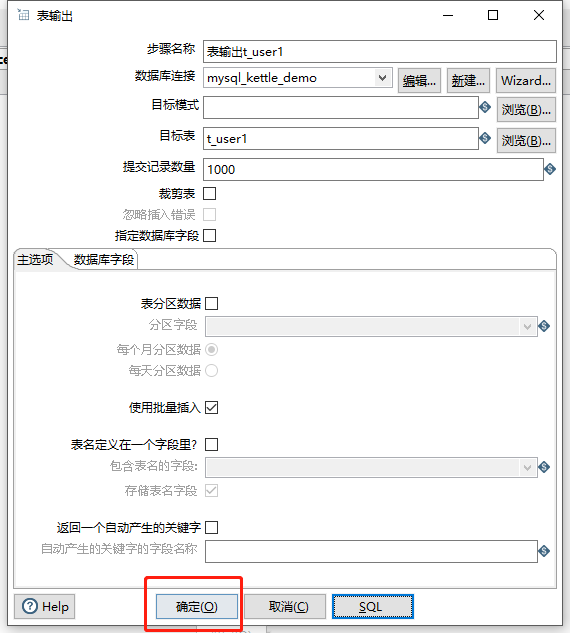 表输出
步骤名称 表输出t_user1
数据库连接 mysql_kettle_demo 编辑... 新建... Wizard...
目标模式 浏览(B)...
目标表 t_user1 浏览(B)...
提交记录数量 1000
裁剪表
忽略插入错误
指定数据库字段
主选项 数据库字段
表分区数据
分区字段
每个月分区数据
每天分区数据
使用批量插入
表名定义在一个字段里?
包含表名的字段:
存储表名字段
返回一个自动产生的关键字
自动产生的关键字的字段名称
Help 确定(O) 取消(C) SQL